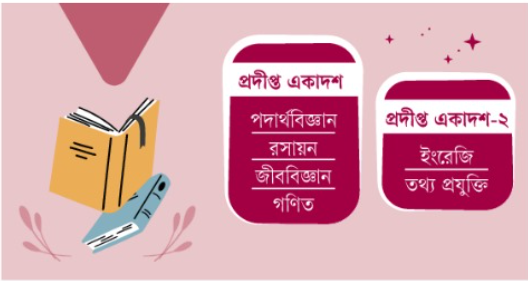 প্রদীপ্ত একাদশ
পদার্থবিজ্ঞান
রসায়ন
জীববিজ্ঞান
গণিত
প্রদীপ্ত একাদশ-২
ইংরেজি
তথ্য প্রযুক্তি